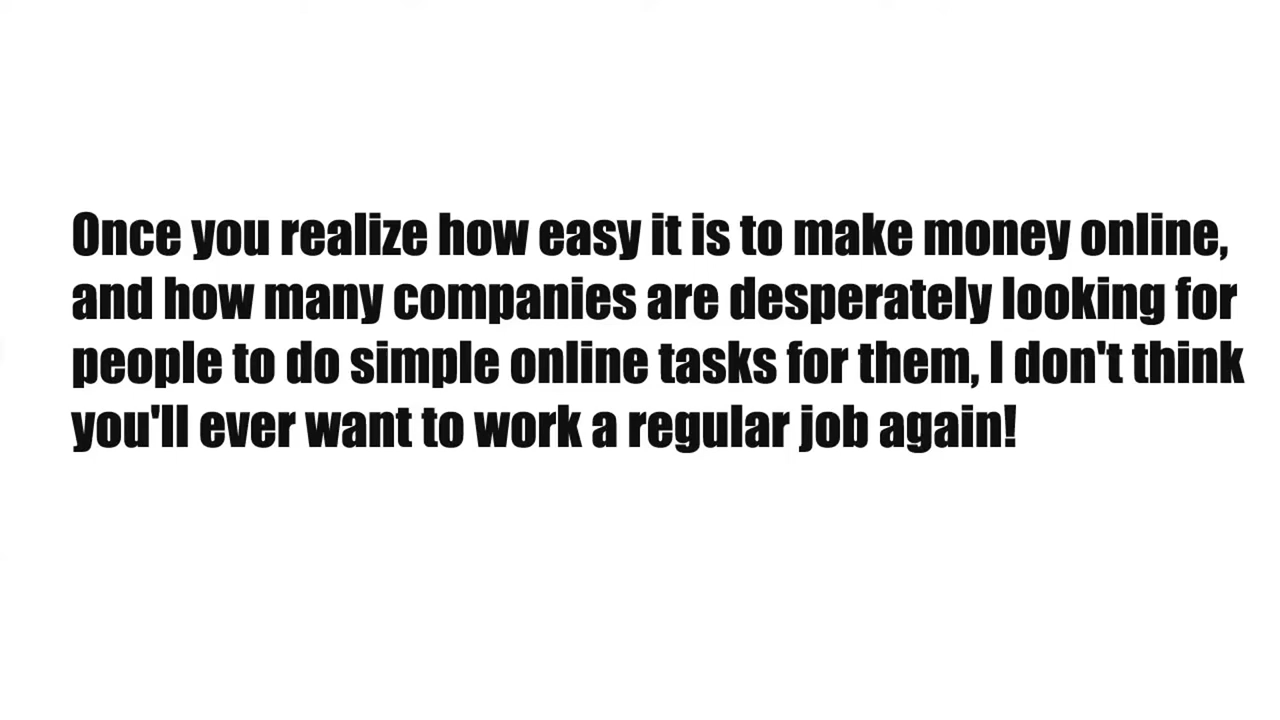 Once you realize how easy it is to make money online,
and how many companies are desperately looking for
people to do simple online tasks for them, I don't think
you'll ever want to work a regular job again!